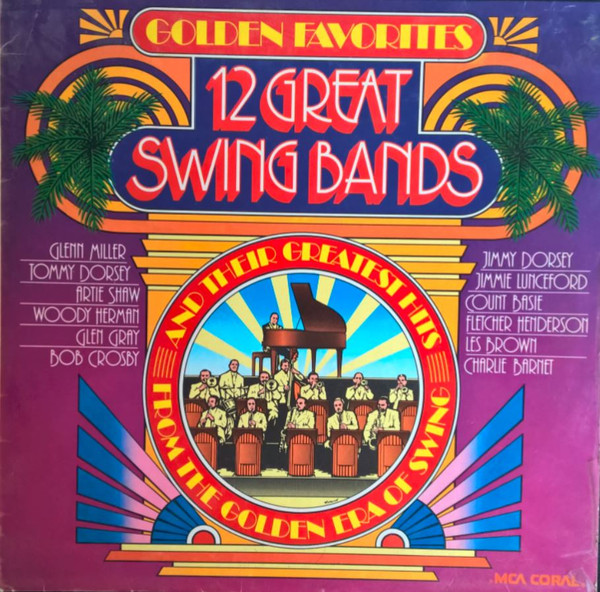 GOLDEN FAVORITES
12 GREAT
SWING BANDS
GLENN MILLER
TOMMY DORSEY
ARTIE SHAW
WOODY HERMAN
GLEN GRAY
BOB CROSBY
JIMMY DORSEY
JIMMIE LUNCEFORD
COUNT BASIE
FLETCHER HENDERSON
LES BROWN
CHARLIE BARNET
AND THEIR GREATEST HITS
FROM THE GOLDEN ERA OF SWING
MCA CORAL